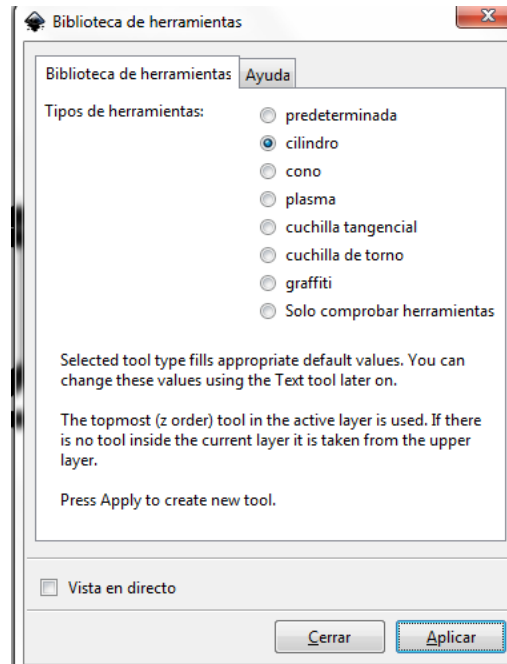 Biblioteca de herramientas
X
Biblioteca de herramientas Ayuda
Tipos de herramientas:
predeterminada
cilindro
cono
plasma
cuchilla tangencial
cuchilla de torno
graffiti
Solo comprobar herramientas
Selected tool type fills appropriate default values. You can
change these values using the Text tool later on.
The topmost (z order) tool in the active layer is used. If there
is no tool inside the current layer it is taken from the upper
layer.
Press Apply to create new tool.
Vista en directo
Cerrar Aplicar